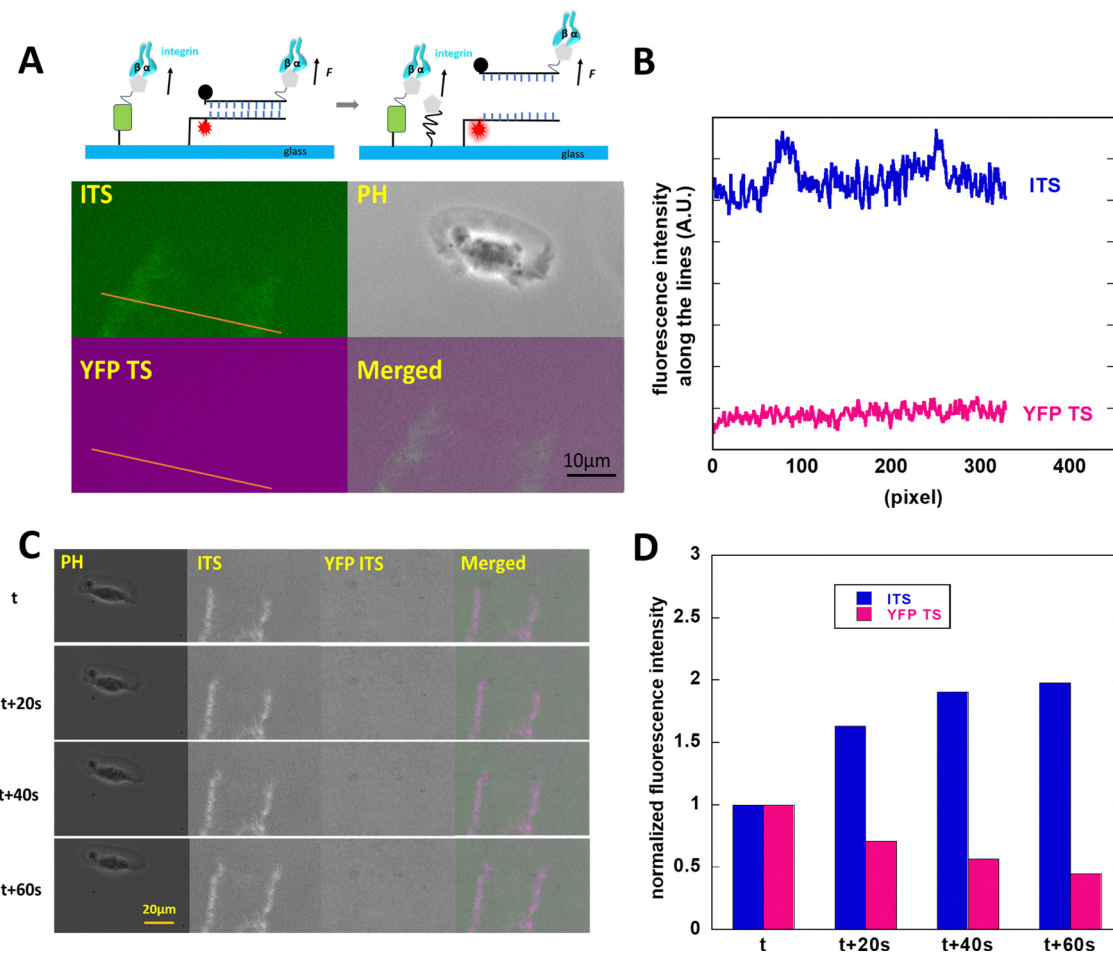 A
β α
integrin
β α
F
glass
β α
integrin
β α
F
glass
ITS
PH
YFP TS
Merged
10µm
B
fluorescence intensity
along the lines (A.U.)
ITS
YFP TS
0 100 200 300 400
(pixel)
C
PH ITS YFP ITS Merged
t
t+20s
t+40s
t+60s
20µm
D
normalized fluorescence intensity
3
2.5
2
1.5
1
0.5
0
ITS
YFP TS
t t+20s t+40s t+60s